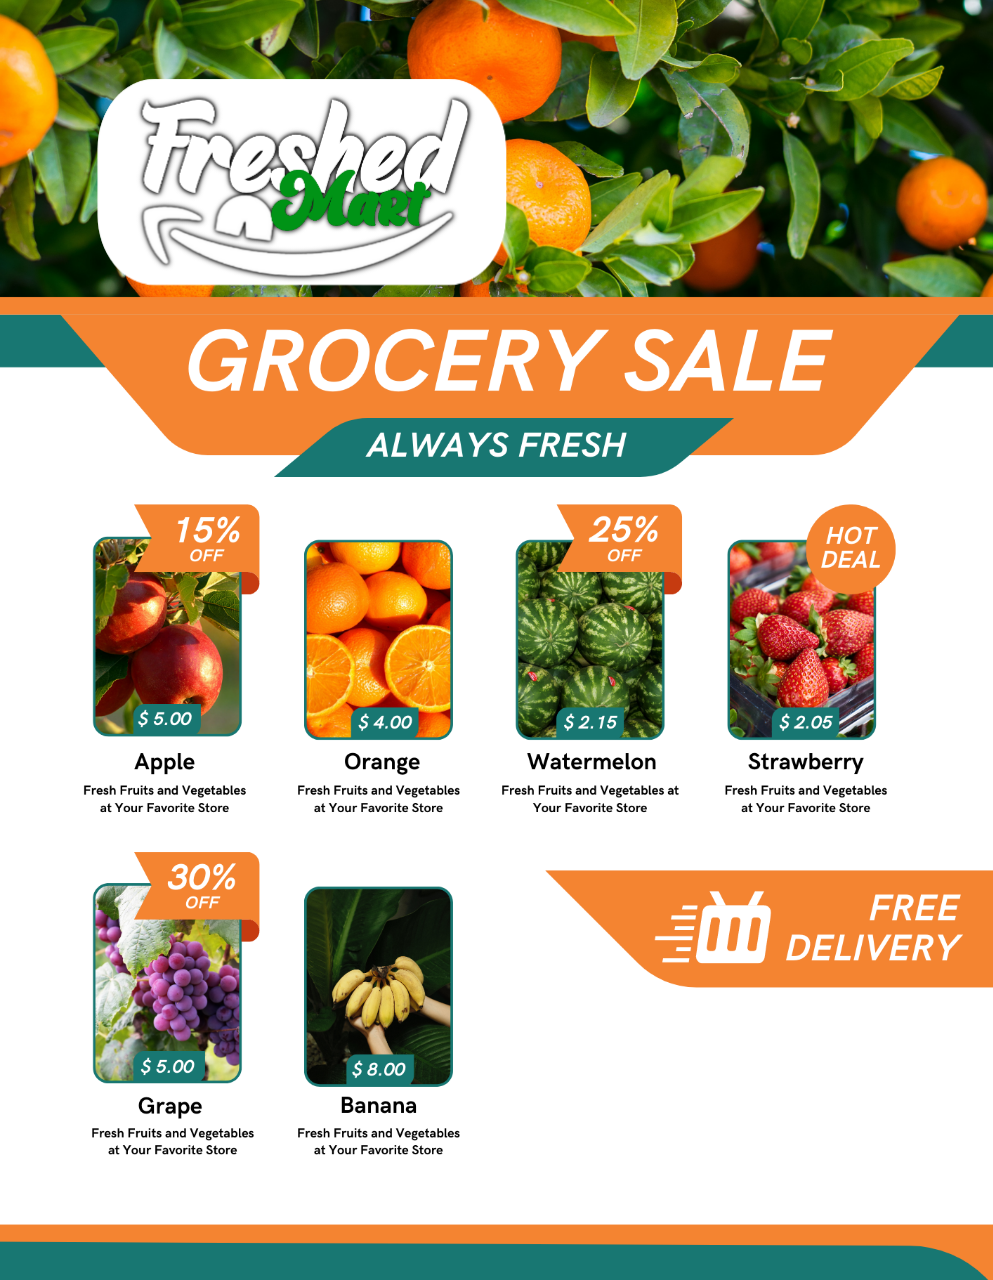 Freshed
Mart
GROCERY SALE
ALWAYS FRESH
15%
OFF
$ 5.00
Apple
Fresh Fruits and Vegetables
at Your Favorite Store
$ 4.00
Orange
Fresh Fruits and Vegetables
at Your Favorite Store
25%
OFF
$ 2.15
Watermelon
Fresh Fruits and Vegetables at
Your Favorite Store
HOT
DEAL
$ 2.05
Strawberry
Fresh Fruits and Vegetables
at Your Favorite Store
30%
OFF
$ 5.00
Grape
Fresh Fruits and Vegetables
at Your Favorite Store
$ 8.00
Banana
Fresh Fruits and Vegetables
at Your Favorite Store
FREE
DELIVERY